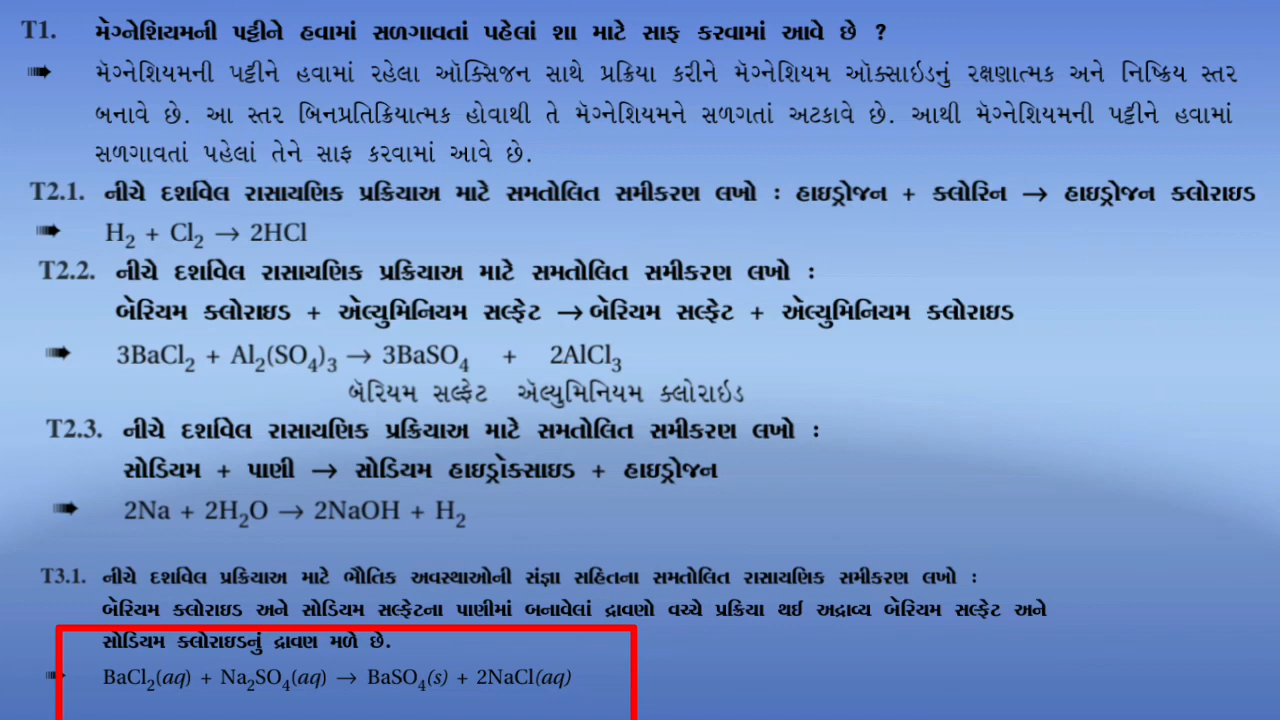 T1. મૅગ્નેશિયમની પટ્ટીને હવામાં સળગાવતાં પહેલાં શા માટે સાફ કરવામાં આવે છે ?
➠ મૅગ્નેશિયમની પટ્ટીને હવામાં રહેલા ઑક્સિજન સાથે પ્રક્રિયા કરીને મૅગ્નેશિયમ ઑક્સાઇડનું રક્ષણાત્મક અને નિષ્ક્રિય સ્તર
બનાવે છે. આ સ્તર બિનપ્રતિક્રિયાત્મક હોવાથી તે મૅગ્નેશિયમને સળગતાં અટકાવે છે. આથી મૅગ્નેશિયમની પટ્ટીને હવામાં
સળગાવતાં પહેલાં તેને સાફ કરવામાં આવે છે.
T2.1. નીચે દર્શાવેલ રાસાયણિક પ્રક્રિયાઅ માટે સમતોલિત સમીકરણ લખો : હાઇડ્રોજન + ક્લોરિન → હાઇડ્રોજન ક્લોરાઇડ
➠ H₂ + Cl₂ → 2HCl
T2.2. નીચે દર્શાવેલ રાસાયણિક પ્રક્રિયાઅ માટે સમતોલિત સમીકરણ લખો :
બૅરિયમ ક્લોરાઇડ + ઍલ્યુમિનિયમ સલ્ફેટ → બૅરિયમ સલ્ફેટ + ઍલ્યુમિનિયમ ક્લોરાઇડ
➠ 3BaCl₂ + Al₂(SO₄)₃ → 3BaSO₄ + 2AlCl₃
બૅરિયમ સલ્ફેટ ઍલ્યુમિનિયમ ક્લોરાઇડ
T2.3. નીચે દર્શાવેલ રાસાયણિક પ્રક્રિયાઅ માટે સમતોલિત સમીકરણ લખો :
સોડિયમ + પાણી → સોડિયમ હાઇડ્રૉક્સાઇડ + હાઇડ્રોજન
➠ 2Na + 2H₂O → 2NaOH + H₂
T3.1. નીચે દર્શાવેલ પ્રક્રિયાઅ માટે ભૌતિક અવસ્થાઓની સંજ્ઞા સહિતના સમતોલિત રાસાયણિક સમીકરણ લખો :
બૅરિયમ ક્લોરાઇડ અને સોડિયમ સલ્ફેટના પાણીમાં બનાવેલાં દ્રાવણો વચ્ચે પ્રક્રિયા થઈ અદ્રાવ્ય બૅરિયમ સલ્ફેટ અને
સોડિયમ ક્લોરાઇડનું દ્રાવણ મળે છે.
➠ BaCl₂(aq) + Na₂SO₄(aq) → BaSO₄(s) + 2NaCl(aq)